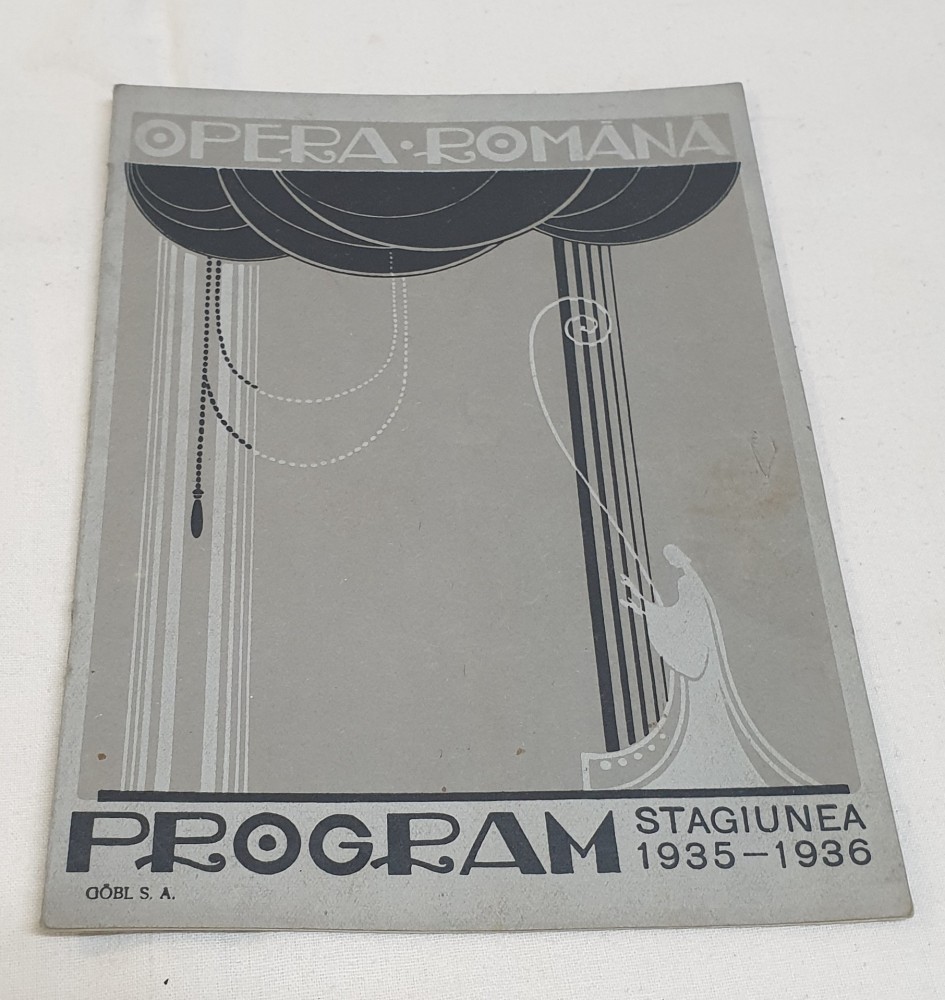 OPERA·ROMÂNĂ
PROGRAM
STAGIUNEA
1935-1936
GÖBL S. A.